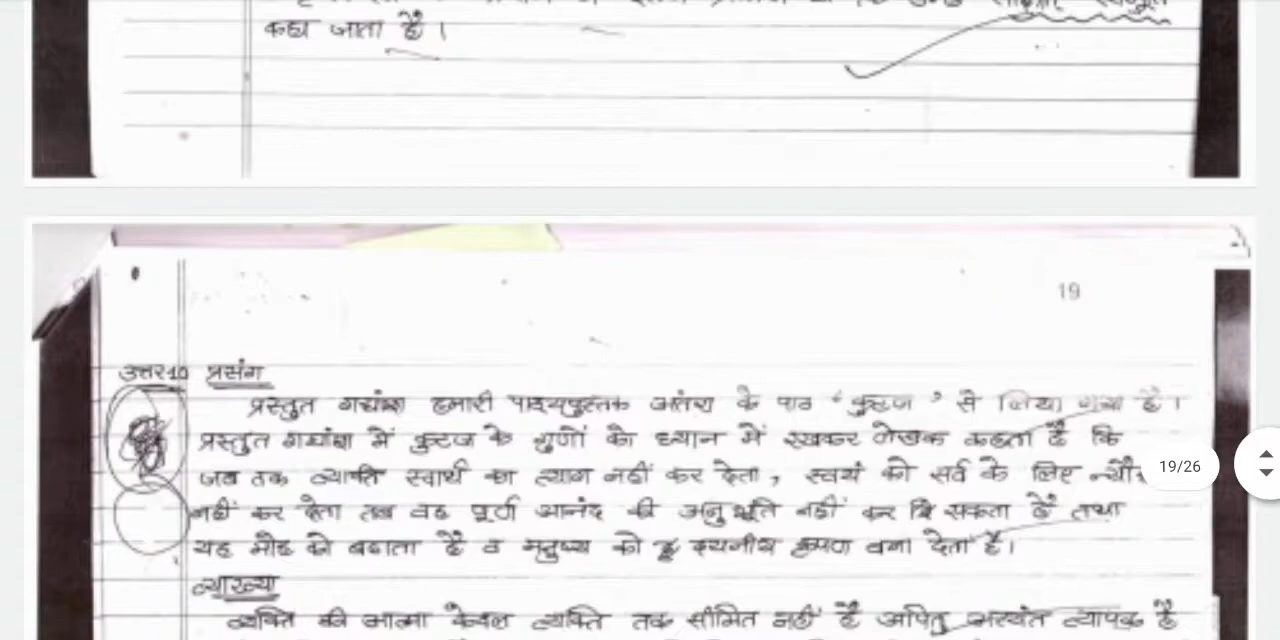 कहा जाता है।
19
उत्तर10 प्रसंग
प्रस्तुत गद्यांश हमारी पाठ्यपुस्तक अंतरा के पाठ 'कुटज' से लिया गया है।
प्रस्तुत गद्यांश में कुटज के गुणों को ध्यान में रखकर लेखक कहता है कि
जब तक व्यक्ति स्वार्थ का त्याग नहीं कर देता, स्वयं को सर्व के लिए
19/26
नहीं कर देता तब वह पूर्ण आनंद की अनुभूति नहीं कर सकता है तथा
यह मोह को बढाता है व मनुष्य को दयनीय कृपण बना देता है।
व्याख्या
व्यक्ति की आत्मा केवल व्यक्ति तक सीमित नहीं है अपितु अत्यंत व्यापक है